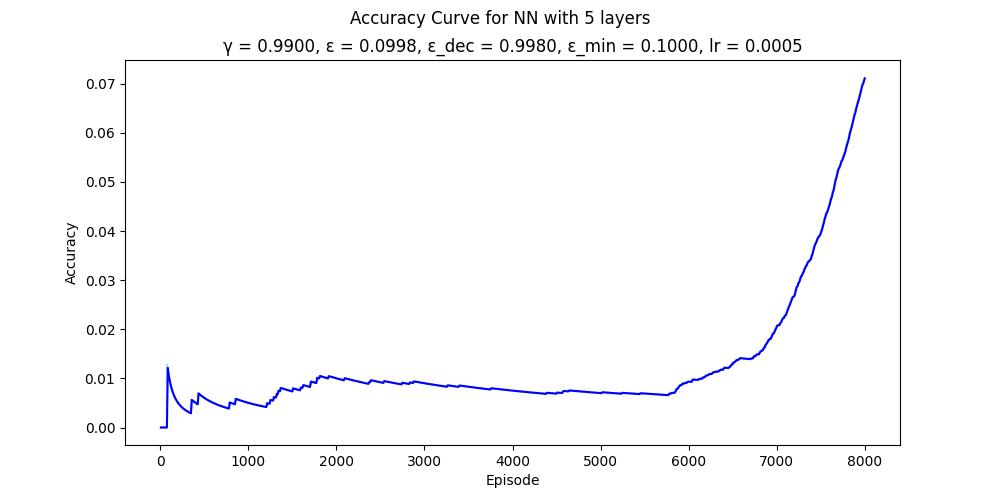 Accuracy Curve for NN with 5 layers
γ = 0.9900, ε = 0.0998, ε_dec = 0.9980, ε_min = 0.1000, lr = 0.0005
0.07
0.06
0.05
0.04
0.03
0.02
0.01
0.00
Accuracy
0 1000 2000 3000 4000 5000 6000 7000 8000
Episode